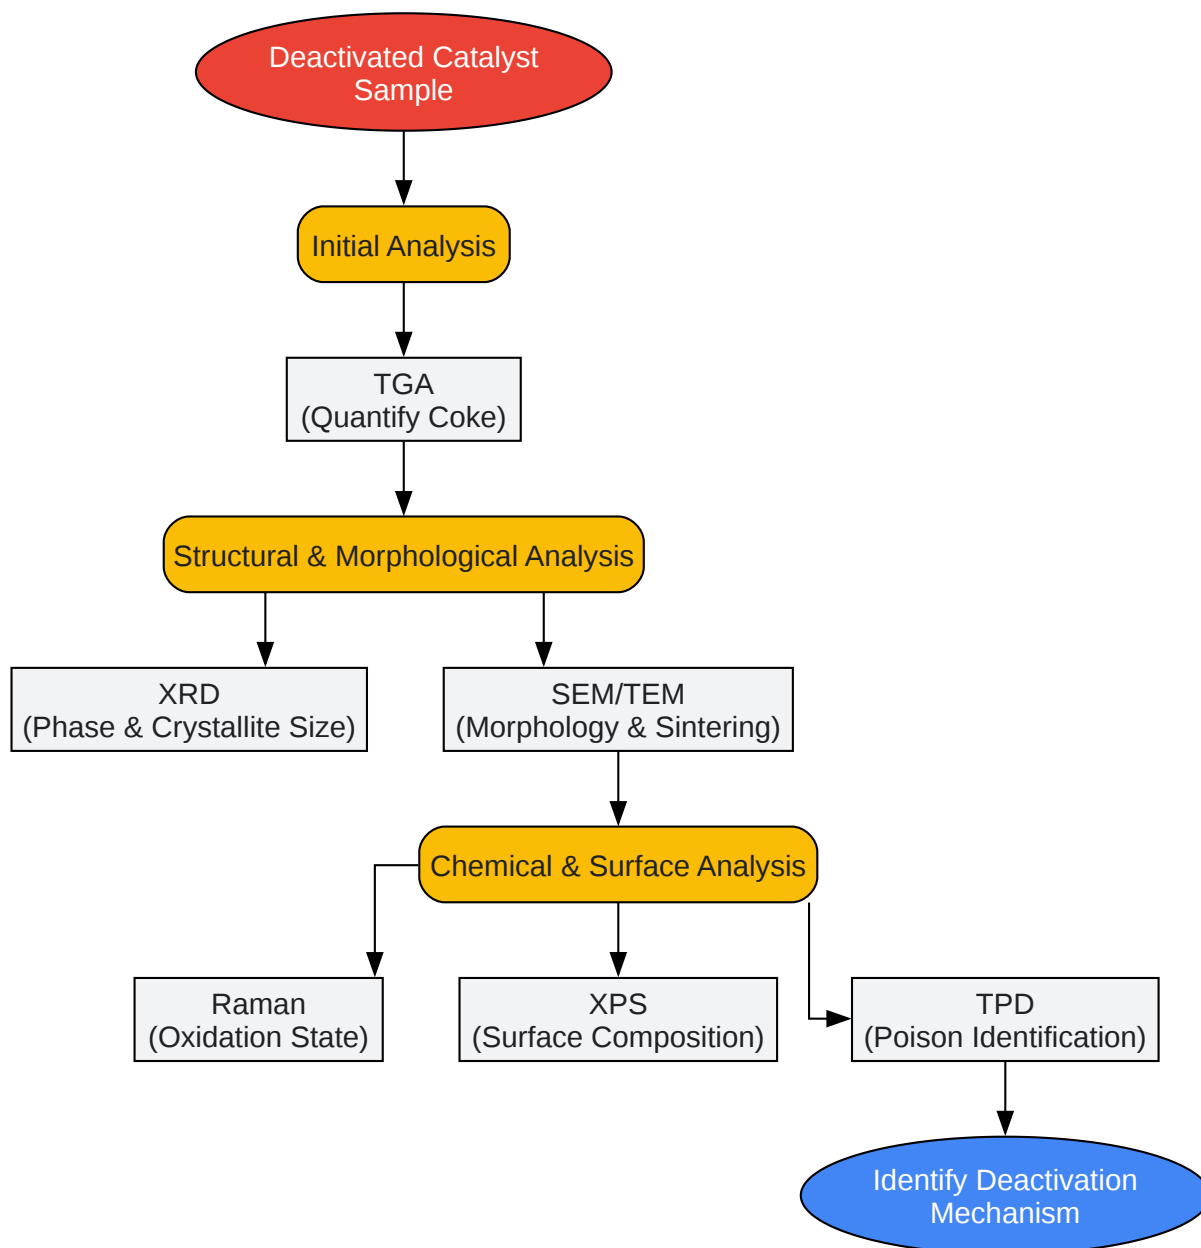 Deactivated Catalyst
Sample
Initial Analysis
TGA
(Quantify Coke)
Structural & Morphological Analysis
XRD
(Phase & Crystallite Size)
SEM/TEM
(Morphology & Sintering)
Chemical & Surface Analysis
Raman
(Oxidation State)
XPS
(Surface Composition)
TPD
(Poison Identification)
Identify Deactivation
Mechanism